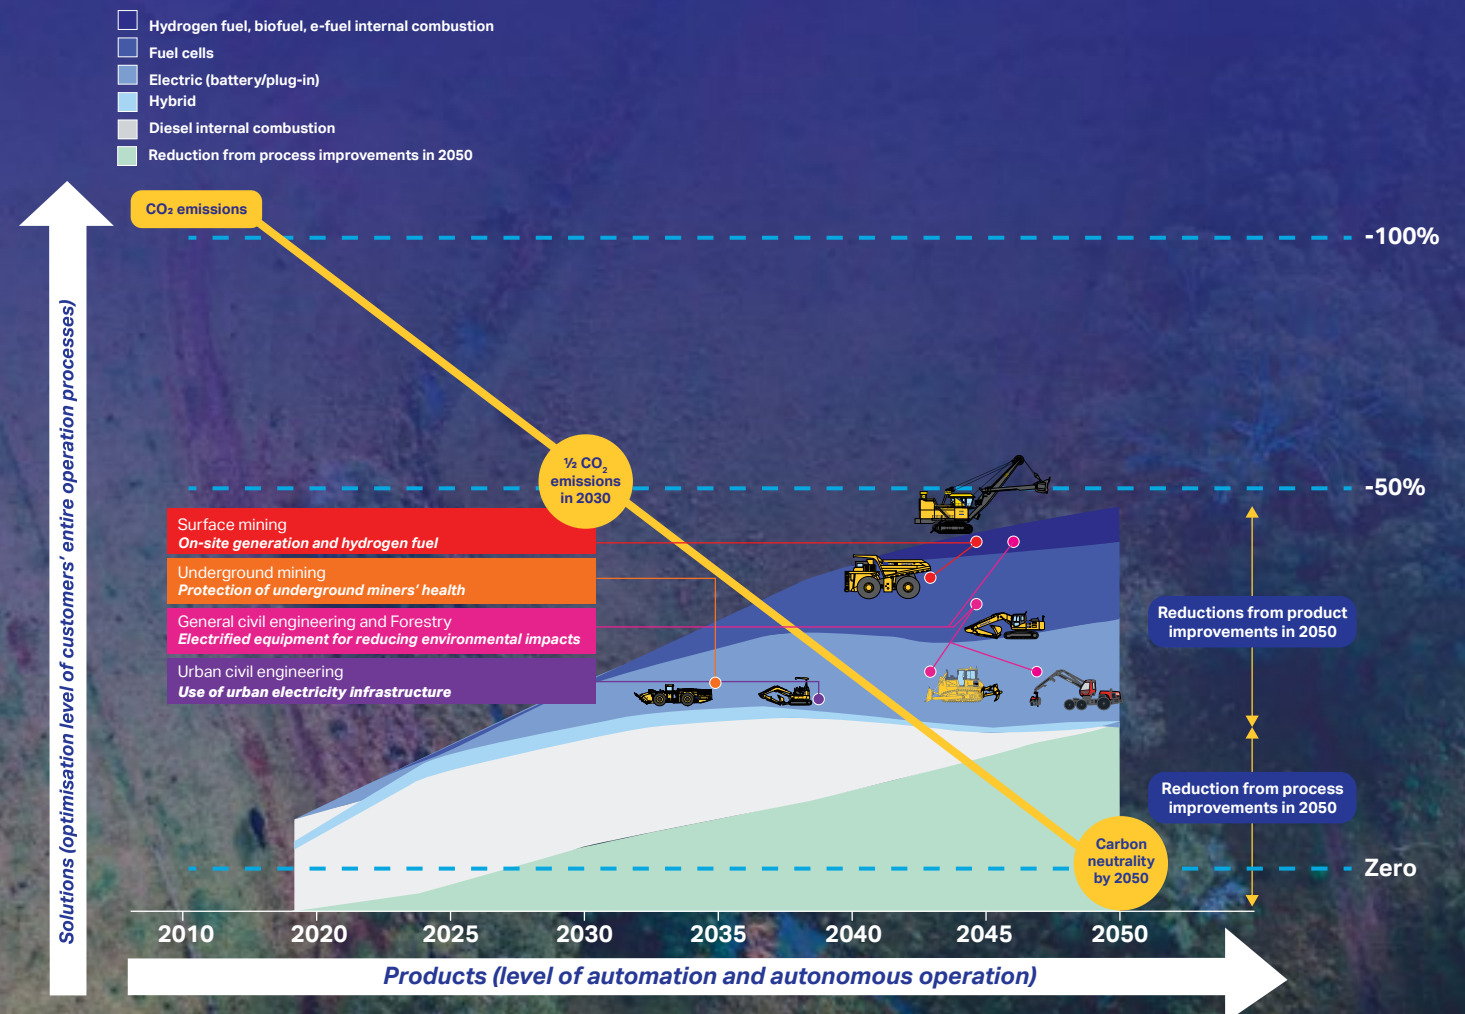 Hydrogen fuel, biofuel, e-fuel internal combustion
Fuel cells
Electric (battery/plug-in)
Hybrid
Diesel internal combustion
Reduction from process improvements in 2050
CO₂ emissions
-100%
Solutions (optimisation level of customers’ entire operation processes)
½ CO₂
emissions
in 2030
-50%
Surface mining
On-site generation and hydrogen fuel
Underground mining
Protection of underground miners’ health
General civil engineering and Forestry
Electrified equipment for reducing environmental impacts
Urban civil engineering
Use of urban electricity infrastructure
Reductions from product
improvements in 2050
Reduction from process
improvements in 2050
Carbon
neutrality
by 2050
Zero
2010 2020 2025 2030 2035 2040 2045 2050
Products (level of automation and autonomous operation)